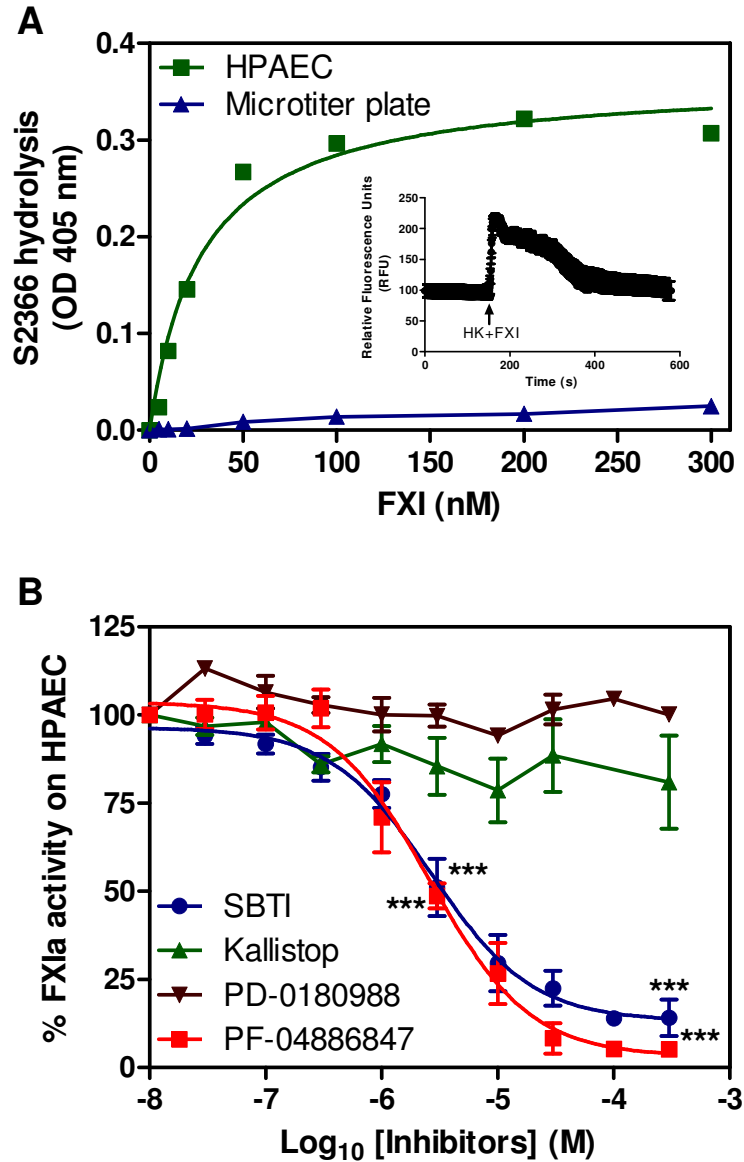 A
S2366 hydrolysis
(OD 405 nm)
0.4
0.3
0.2
0.1
0.0
HPAEC
Microtiter plate
Relative Fluorescence Units
(RFU)
250
200
150
100
50
0
HK+FXI
0 200 400 600
Time (s)
0 50 100 150 200 250 300
FXI (nM)
B
% FXIa activity on HPAEC
125
100
75
50
25
0
***
***
***
***
SBTI
Kallistop
PD-0180988
PF-04886847
-8 -7 -6 -5 -4 -3
Log10 [Inhibitors] (M)